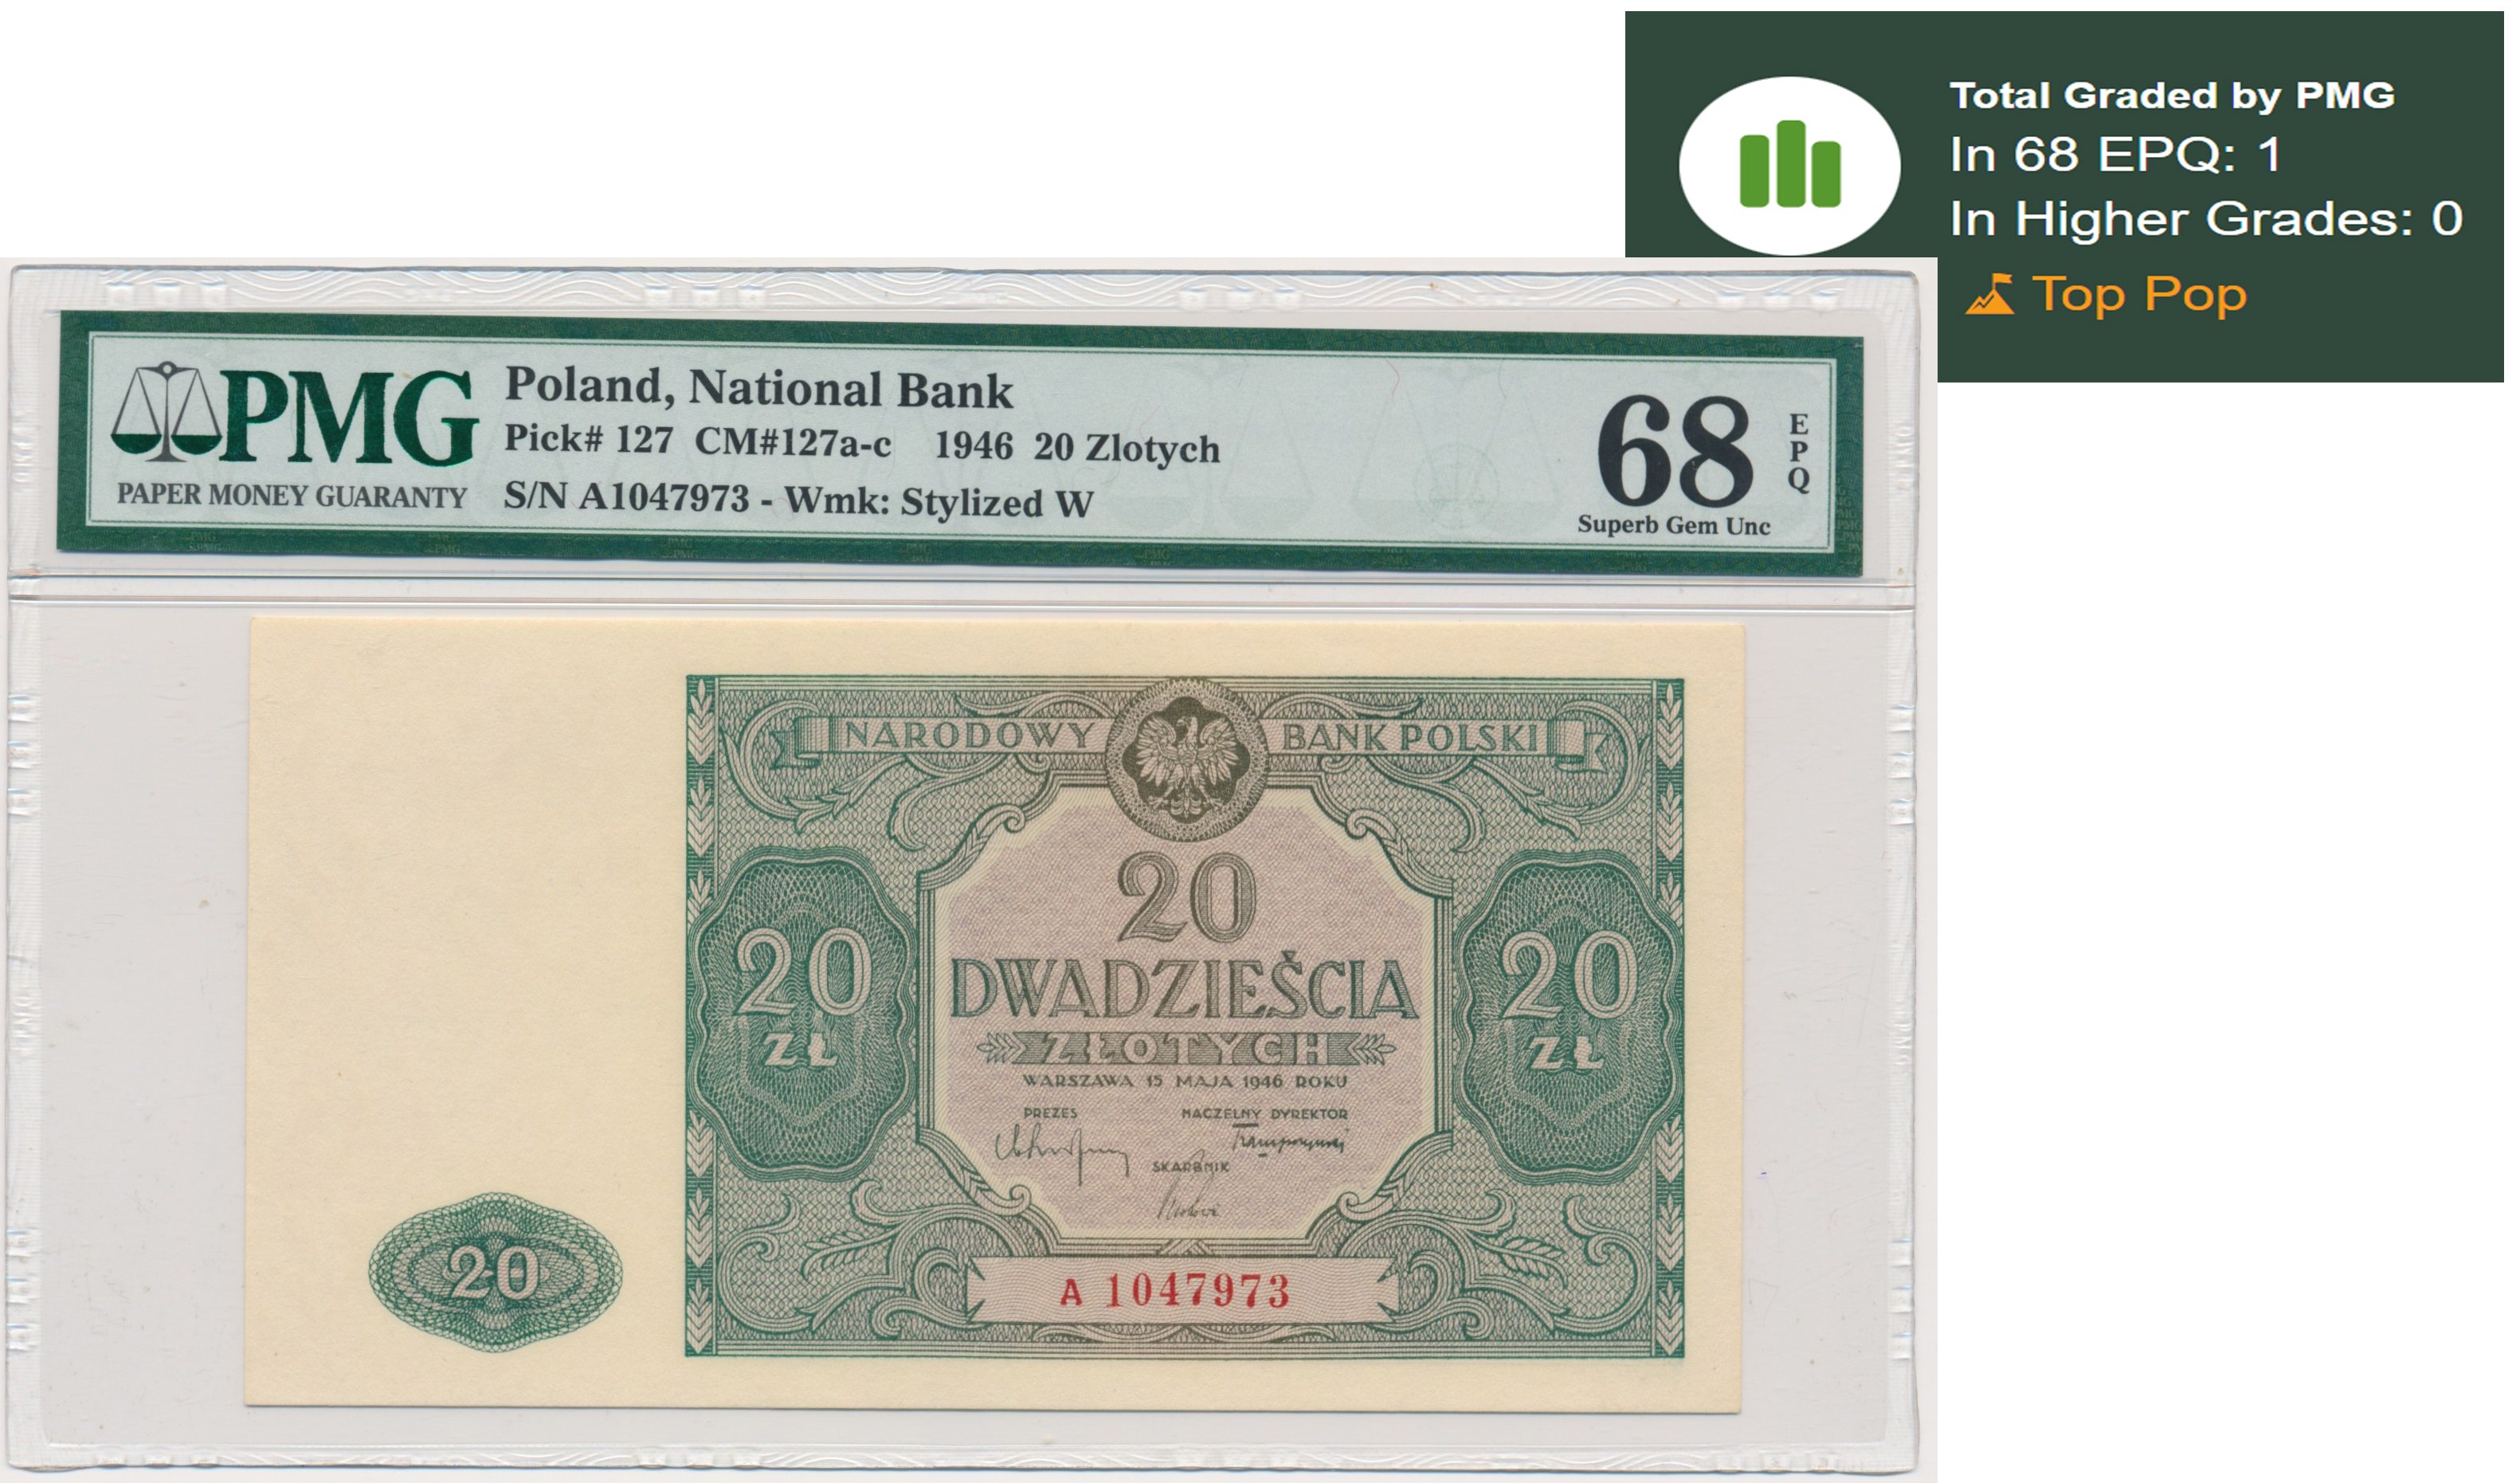 Total Graded by PMG
In 68 EPQ: 1
In Higher Grades: 0
Top Pop
PMG
PAPER MONEY GUARANTY
Poland, National Bank
Pick# 127 CM#127a-c 1946 20 Zlotych
S/N A1047973 - Wmk: Stylized W
68
EPQ
Superb Gem Unc
NARODOWY BANK POLSKI
20
DWADZIEŚCIA
ZŁOTYCH
20
ZŁ
20
ZŁ
WARSZAWA 15 MAJA 1946 ROKU
PREZES
NACZELNY DYREKTOR
SKARBNIK
20
A 1047973